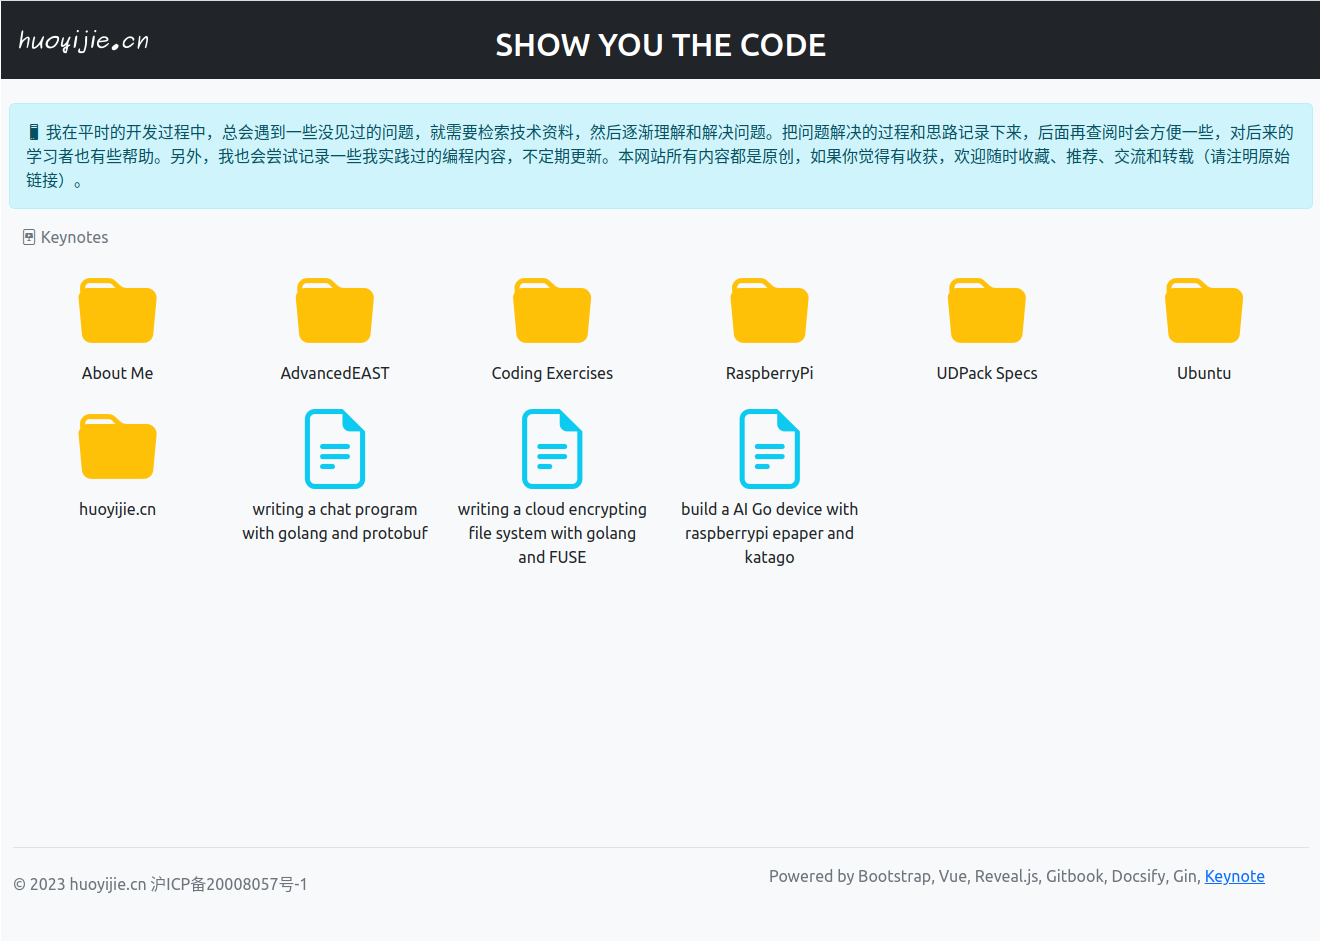 huoyijie.cn
SHOW YOU THE CODE
我在平时的开发过程中，总会遇到一些没见过的问题，就需要检索技术资料，然后逐渐理解和解决问题。把问题解决的过程和思路记录下来，后面再查阅时会方便一些，对后来的
学习者也有些帮助。另外，我也会尝试记录一些我实践过的编程内容，不定期更新。本网站所有内容都是原创，如果你觉得有收获，欢迎随时收藏、推荐、交流和转载（请注明原始
链接）。
Keynotes
About Me
AdvancedEAST
Coding Exercises
RaspberryPi
UDPack Specs
Ubuntu
huoyijie.cn
writing a chat program
with golang and protobuf
writing a cloud encrypting
file system with golang
and FUSE
build a AI Go device with
raspberrypi epaper and
katago
© 2023 huoyijie.cn 沪ICP备20008057号-1
Powered by Bootstrap, Vue, Reveal.js, Gitbook, Docsify, Gin, Keynote